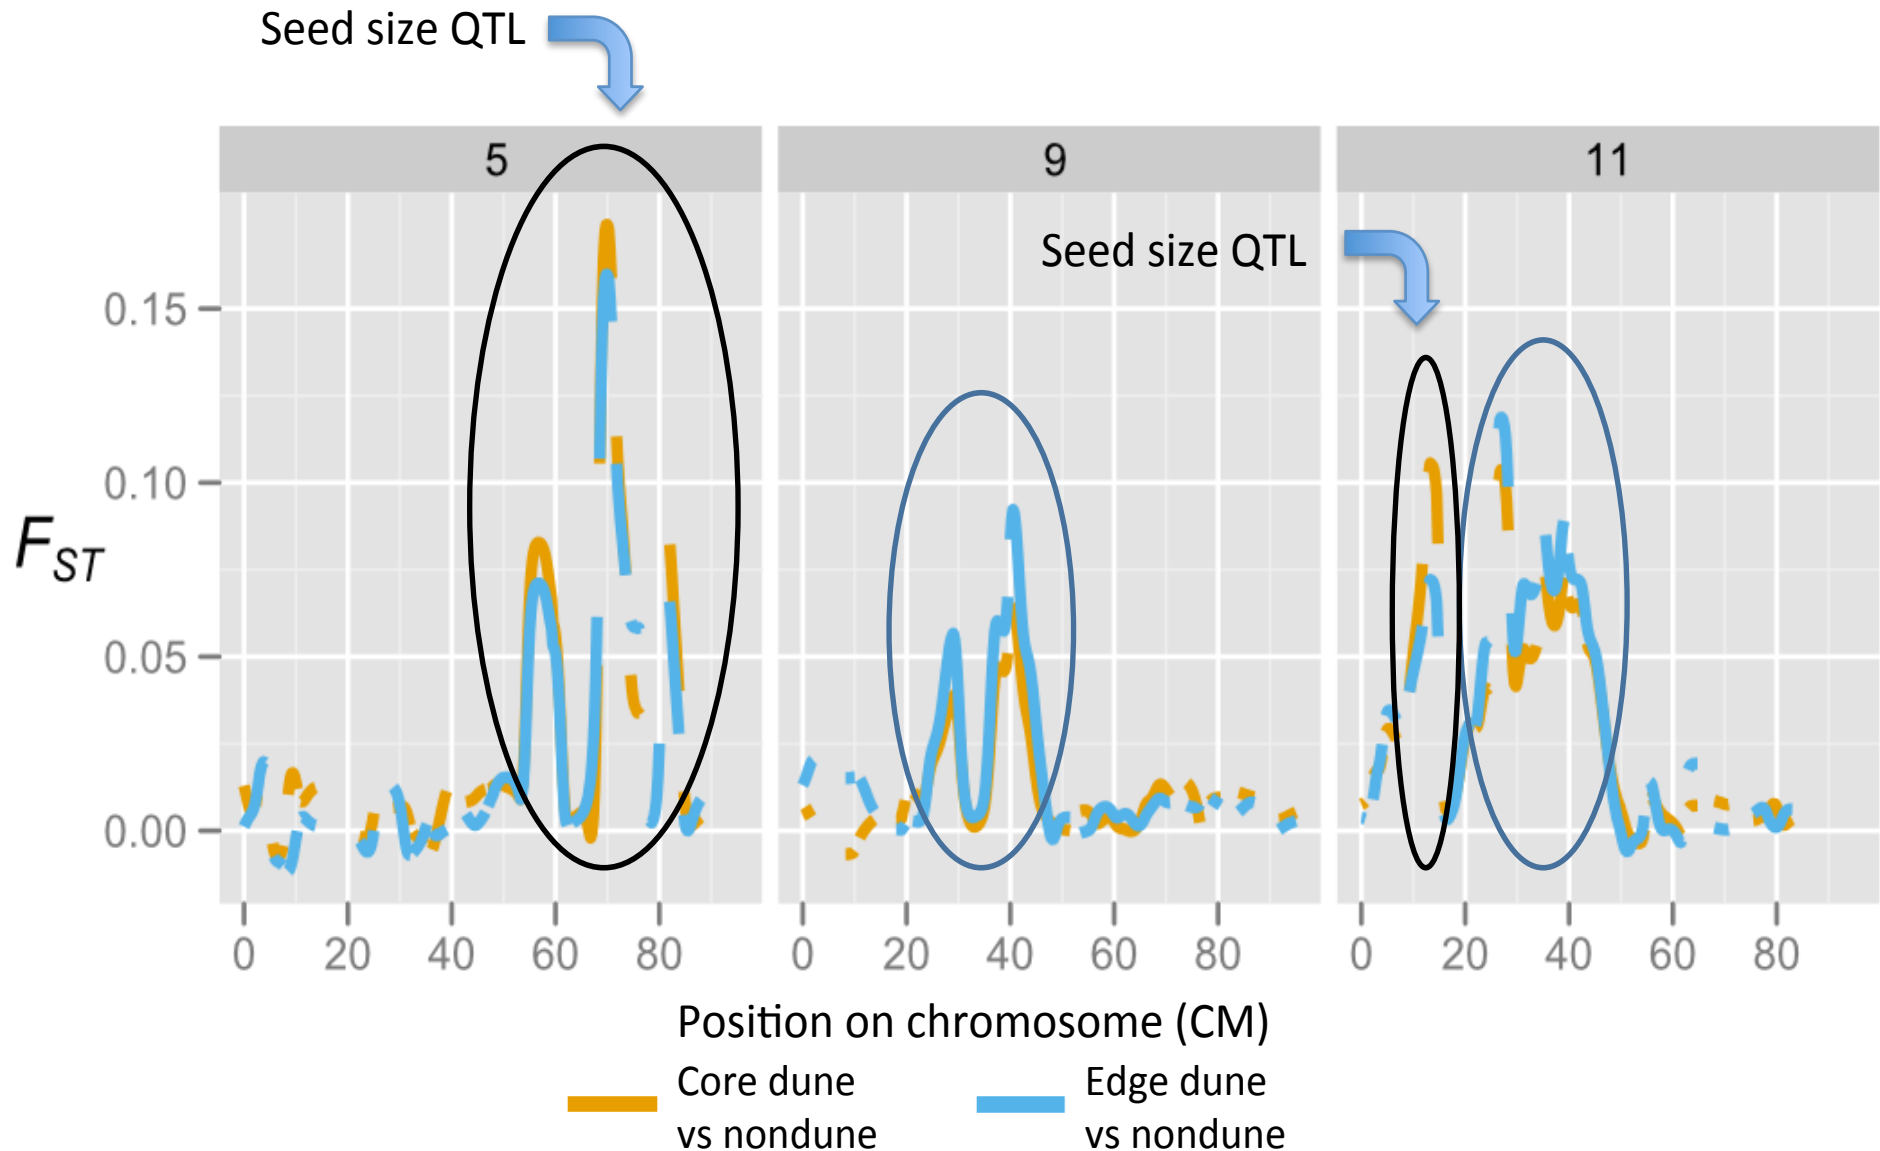 Seed size QTL
5
9
11
Seed size QTL
0.15
0.10
0.05
0.00
FST
0 20 40 60 80
0 20 40 60 80
0 20 40 60 80
Position on chromosome (CM)
Core dune
vs nondune
Edge dune
vs nondune